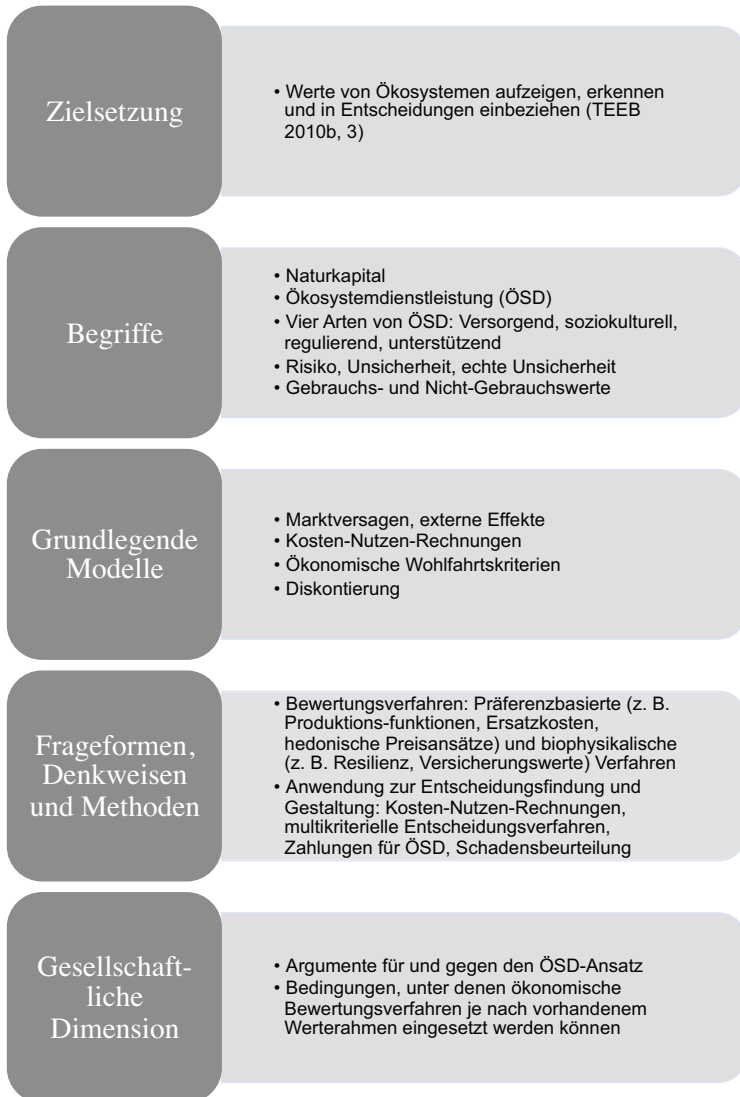 Zielsetzung
• Werte von Ökosystemen aufzeigen, erkennen
und in Entscheidungen einbeziehen (TEEB
2010b, 3)
Begriffe
• Naturkapital
• Ökosystemdienstleistung (ÖSD)
• Vier Arten von ÖSD: Versorgend, soziokulturell,
regulierend, unterstützend
• Risiko, Unsicherheit, echte Unsicherheit
• Gebrauchs- und Nicht-Gebrauchswerte
Grundlegende
Modelle
• Marktversagen, externe Effekte
• Kosten-Nutzen-Rechnungen
• Ökonomische Wohlfahrtskriterien
• Diskontierung
Frageformen,
Denkweisen
und Methoden
• Bewertungsverfahren: Präferenzbasierte (z. B.
Produktions-funktionen, Ersatzkosten,
hedonische Preisansätze) und biophysikalische
(z. B. Resilienz, Versicherungswerte) Verfahren
• Anwendung zur Entscheidungsfindung und
Gestaltung: Kosten-Nutzen-Rechnungen,
multikriterielle Entscheidungsverfahren,
Zahlungen für ÖSD, Schadensbeurteilung
Gesellschaft-
liche
Dimension
• Argumente für und gegen den ÖSD-Ansatz
• Bedingungen, unter denen ökonomische
Bewertungsverfahren je nach vorhandenem
Werterahmen eingesetzt werden können